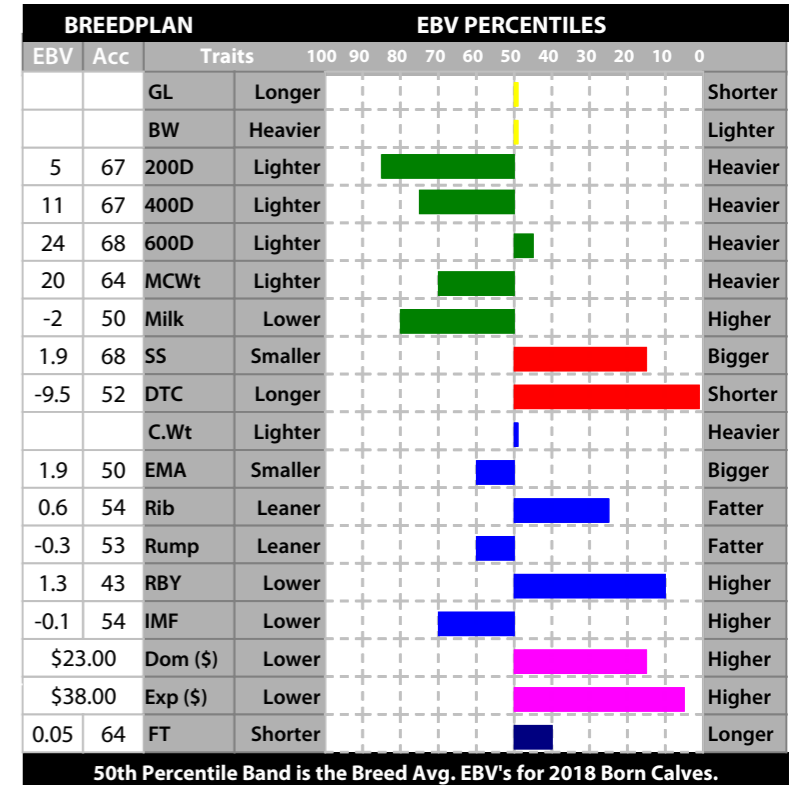 BREEDPLAN EBV PERCENTILES
EBV Acc Traits 100 90 80 70 60 50 40 30 20 10 0
GL Longer Shorter
BW Heavier Lighter
5 67 200D Lighter Heavier
11 67 400D Lighter Heavier
24 68 600D Lighter Heavier
20 64 MCWt Lighter Heavier
-2 50 Milk Lower Higher
1.9 68 SS Smaller Bigger
-9.5 52 DTC Longer Shorter
C.Wt Lighter Heavier
1.9 50 EMA Smaller Bigger
0.6 54 Rib Leaner Fatter
-0.3 53 Rump Leaner Fatter
1.3 43 RBY Lower Higher
-0.1 54 IMF Lower Higher
$23.00 Dom ($) Lower Higher
$38.00 Exp ($) Lower Higher
0.05 64 FT Shorter Longer
50th Percentile Band is the Breed Avg. EBV's for 2018 Born Calves.